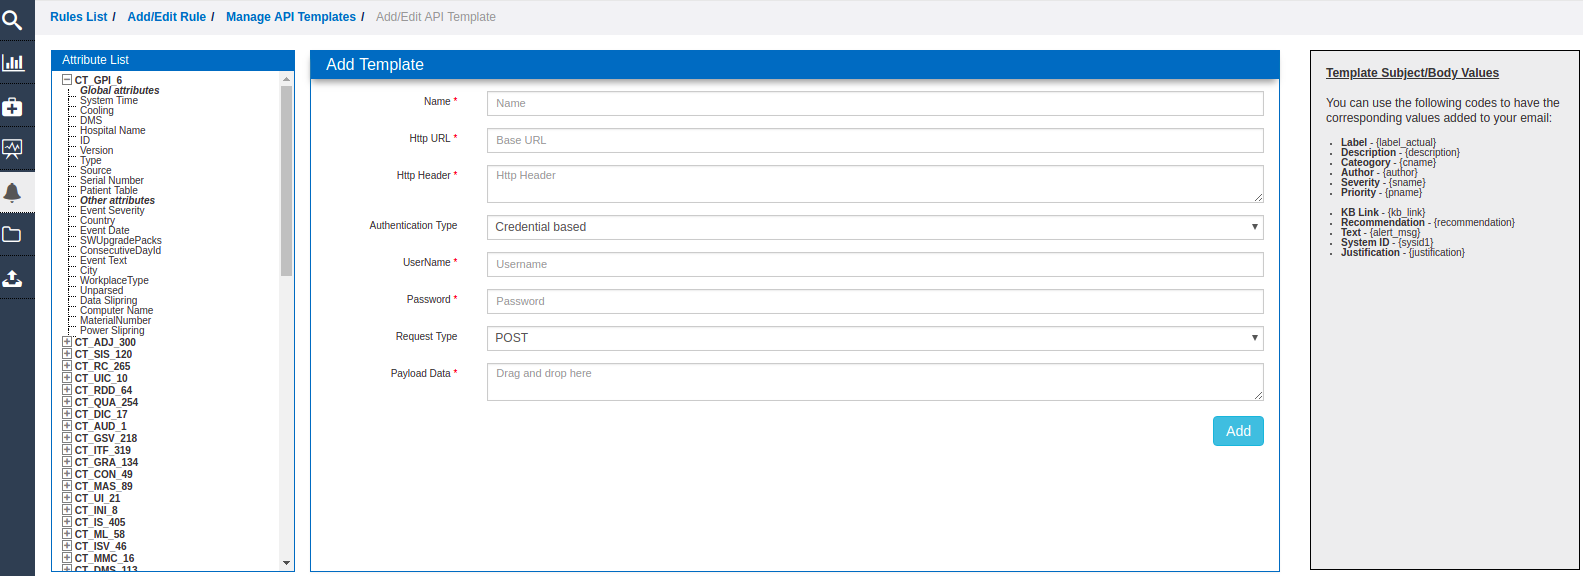 Rules List / Add/Edit Rule / Manage API Templates / Add/Edit API Template
Attribute List
CT_GPI_6
Global attributes
System Time
Cooling
DMS
Hospital Name
ID
Version
Type
Source
Serial Number
Patient Table
Other attributes
Event Severity
Country
Event Date
SWUpgradePacks
ConsecutiveDayId
Event Text
City
WorkplaceType
Unparsed
Data Slipring
Computer Name
MaterialNumber
Power Slipring
CT_ADJ_300
CT_SIS_120
CT_RC_265
CT_UIC_10
CT_RDD_64
CT_QUA_254
CT_DIC_17
CT_AUD_1
CT_GSV_218
CT_ITF_319
CT_GRA_134
CT_CON_49
CT_MAS_89
CT_UI_21
CT_INI_8
CT_IS_405
CT_ML_58
CT_ISV_46
CT_MMC_16
CT_DMS_113
Add Template
Name * Name
Http URL * Base URL
Http Header * Http Header
Authentication Type Credential based
UserName * Username
Password * Password
Request Type POST
Payload Data * Drag and drop here
Add
Template Subject/Body Values
You can use the following codes to have the
corresponding values added to your email:
Label - {label_actual}
Description - {description}
Cateogory - {cname}
Author - {author}
Severity - {sname}
Priority - {pname}
KB Link - {kb_link}
Recommendation - {recommendation}
Text - {alert_msg}
System ID - {sysid1}
Justification - {justification}